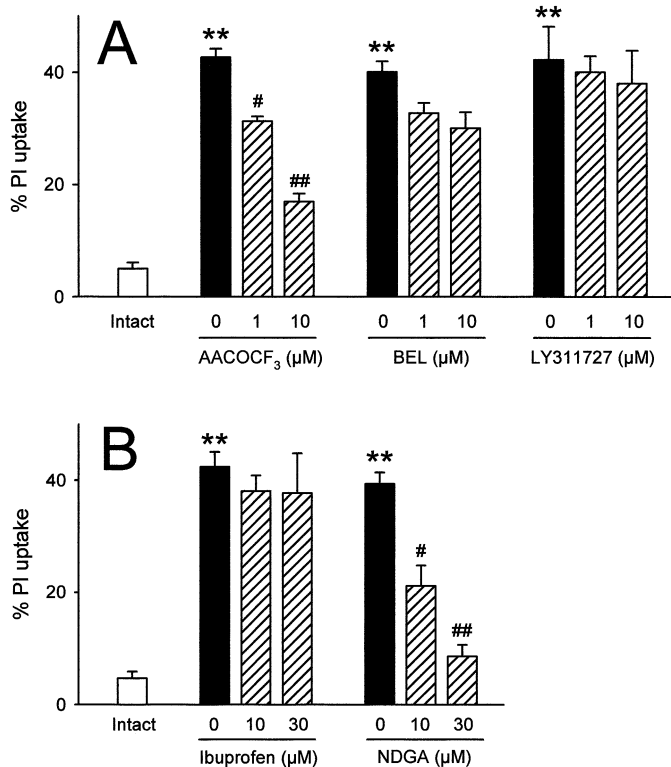 A
% PI uptake
40
20
0
**
#
##
**
**
Intact
0 1 10
0 1 10
0 1 10
AACOCF₃ (µM)
BEL (µM)
LY311727 (µM)
B
% PI uptake
40
20
0
**
**
#
##
Intact
0 10 30
0 10 30
Ibuprofen (µM)
NDGA (µM)